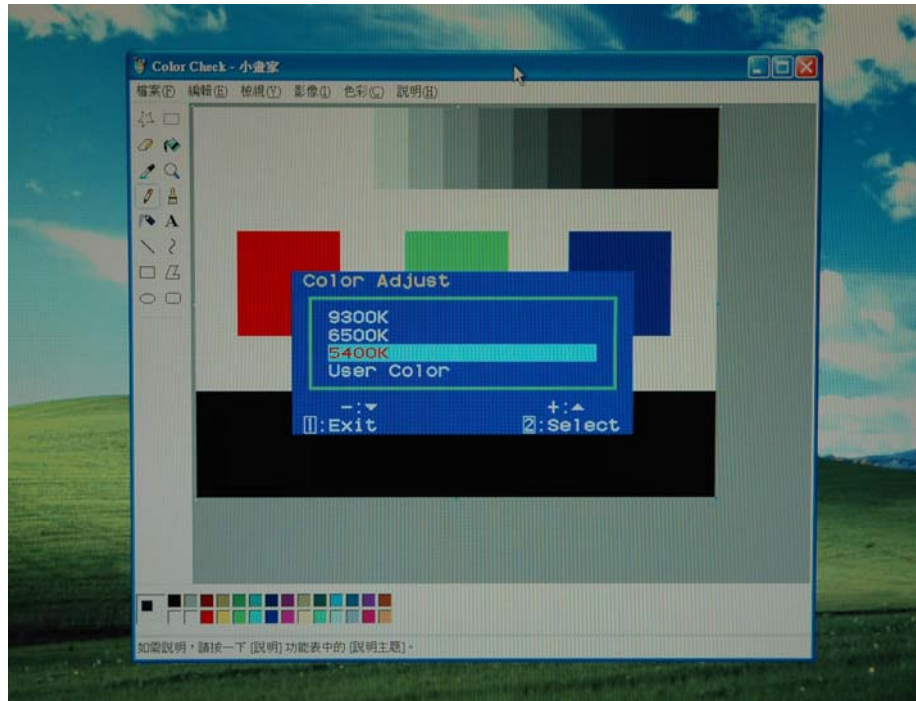 Color Check - 小畫家
檔案(F) 編輯(E) 檢視(V) 影像(I) 色彩(C) 說明(H)
A
Color Adjust
9300K
6500K
5400K
User Color
-:▼ +:▲
1:Exit 2:Select
如需說明，請按一下 [說明] 功能表中的 [說明主題]。